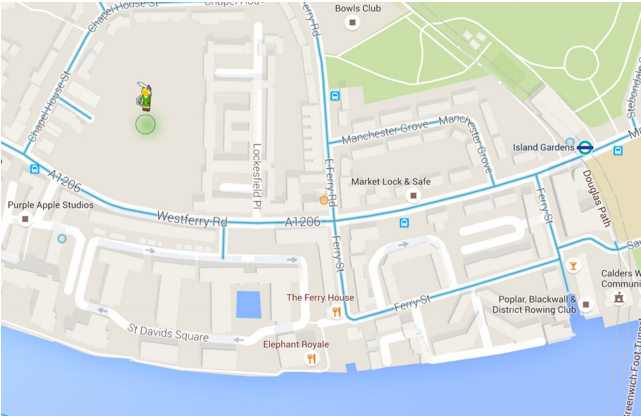 Chapel House St
Chapel Hou
Bowls Club
Ferry Rd
Chapel House St
Stebondale S
Manchester Grove
Manchester Grove
Island Gardens
Lockesfield Pl
E Ferry Rd
A1206
Market Lock & Safe
Douglas Path
Purple Apple Studios
Westferry Rd
A1206
Ferry St
Ferry St
Sau
Calders W
Communi
The Ferry House
Ferry St
Poplar, Blackwall &
District Rowing Club
St Davids Square
Elephant Royale
Greenwich Foot Tunnel